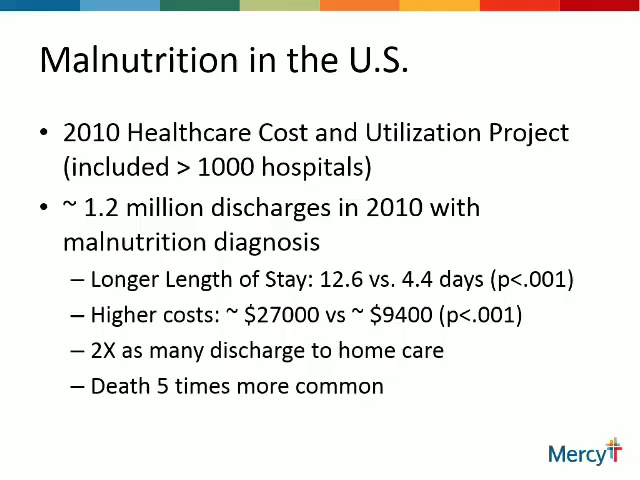 Malnutrition in the U.S.
• 2010 Healthcare Cost and Utilization Project
(included > 1000 hospitals)
• ~ 1.2 million discharges in 2010 with
malnutrition diagnosis
– Longer Length of Stay: 12.6 vs. 4.4 days (p<.001)
– Higher costs: ~ $27000 vs ~ $9400 (p<.001)
– 2X as many discharge to home care
– Death 5 times more common
Mercy